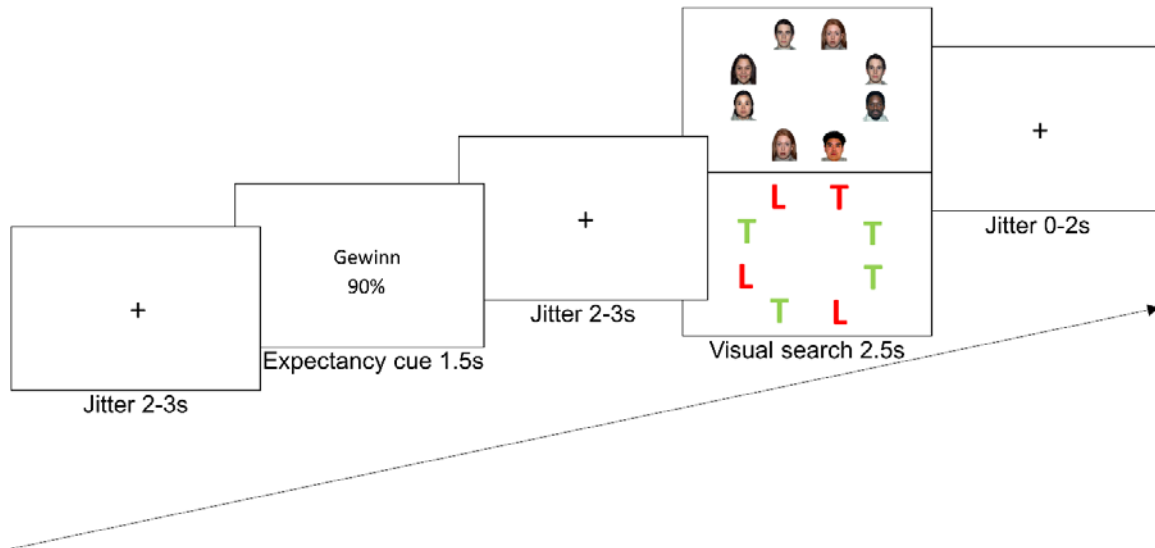 +
Jitter 2-3s
Gewinn
90%
Expectancy cue 1.5s
+
Jitter 2-3s
L T
T T
L T
T L
Visual search 2.5s
+
Jitter 0-2s